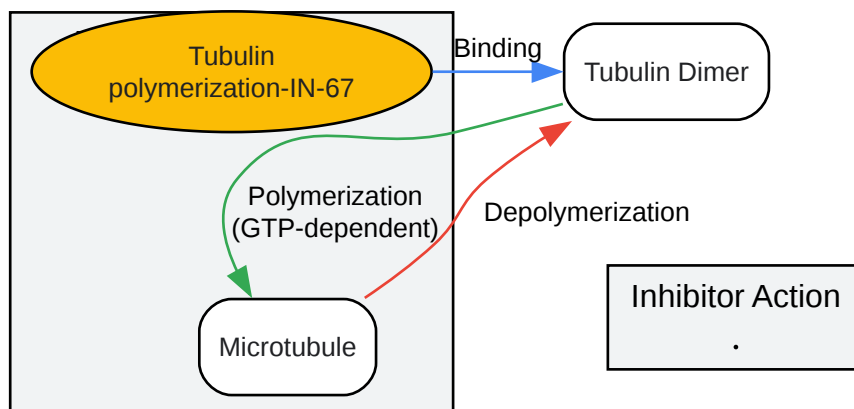 Tubulin
polymerization-IN-67
Binding
Tubulin Dimer
Polymerization
(GTP-dependent)
Depolymerization
Microtubule
Inhibitor Action
.